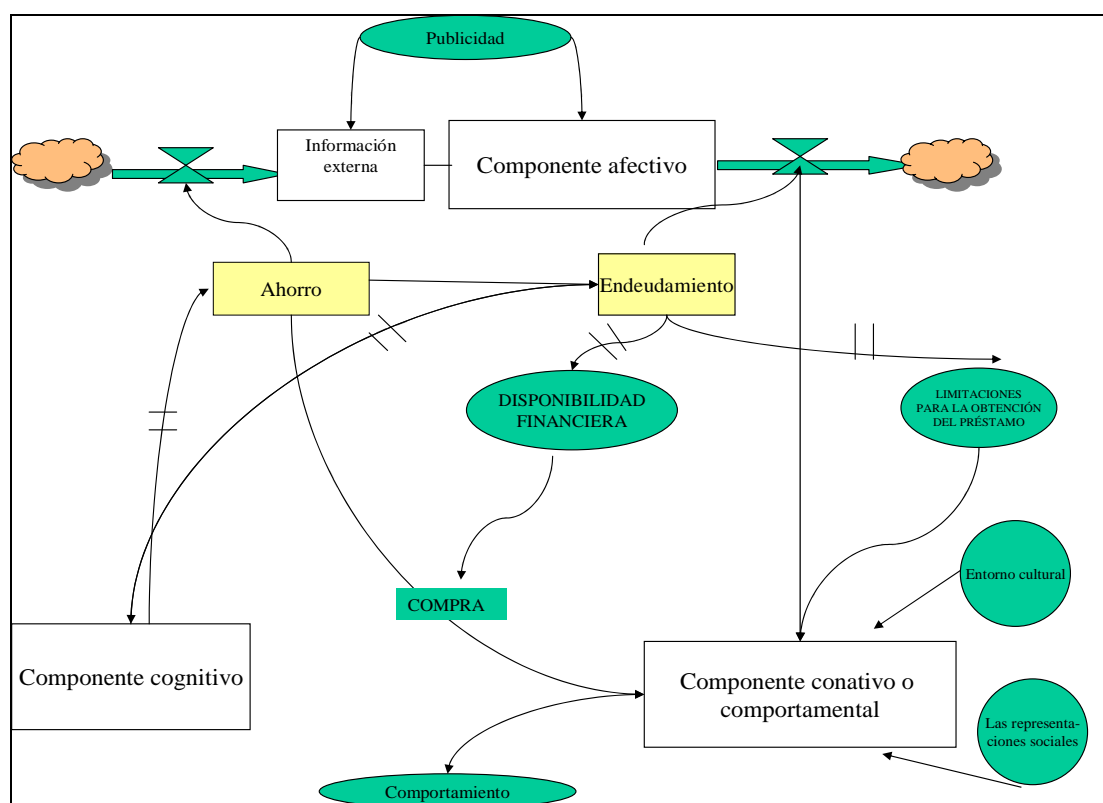 Publicidad
Información
externa
Componente afectivo
Ahorro
Endeudamiento
DISPONIBILIDAD
FINANCIERA
LIMITACIONES
PARA LA OBTENCIÓN
DEL PRÉSTAMO
Entorno cultural
COMPRA
Componente cognitivo
Componente conativo o
comportamental
Las representa-
ciones sociales
Comportamiento